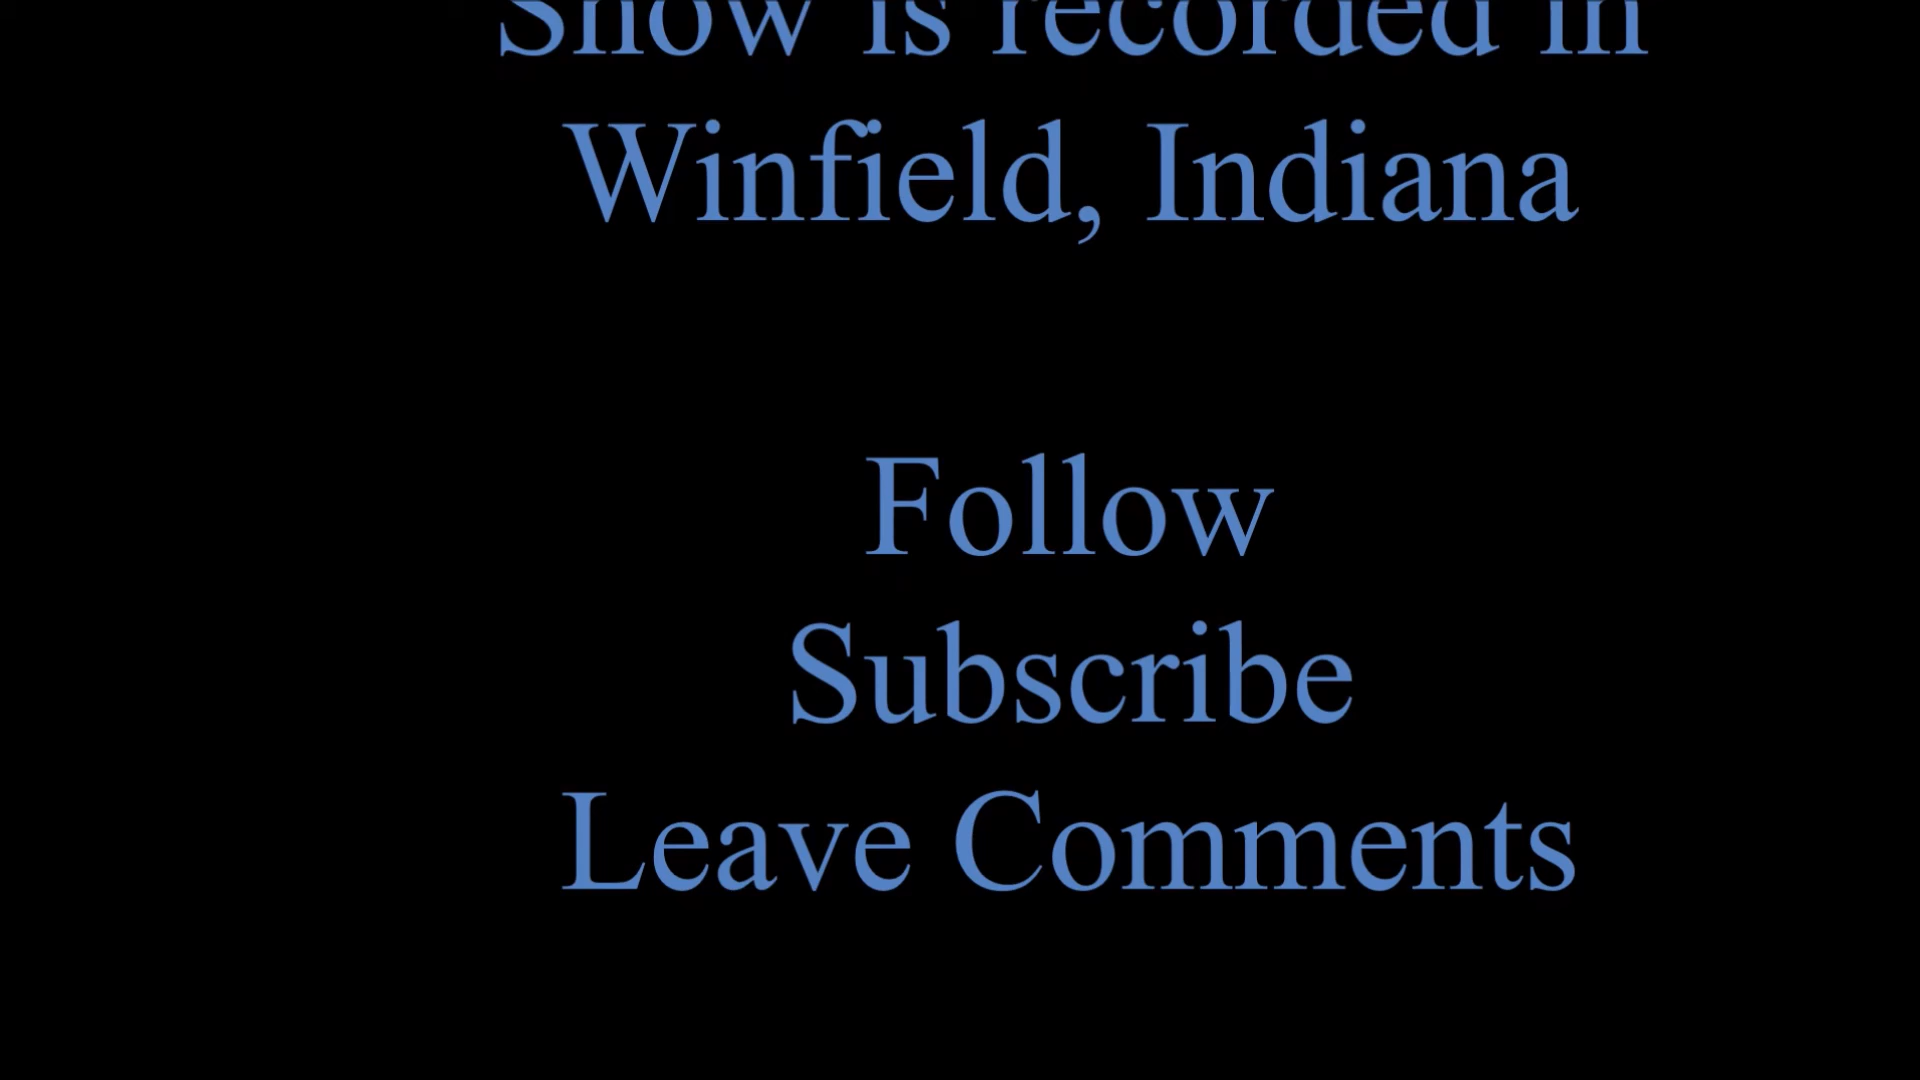 Show is recorded in
Winfield, Indiana
Follow
Subscribe
Leave Comments